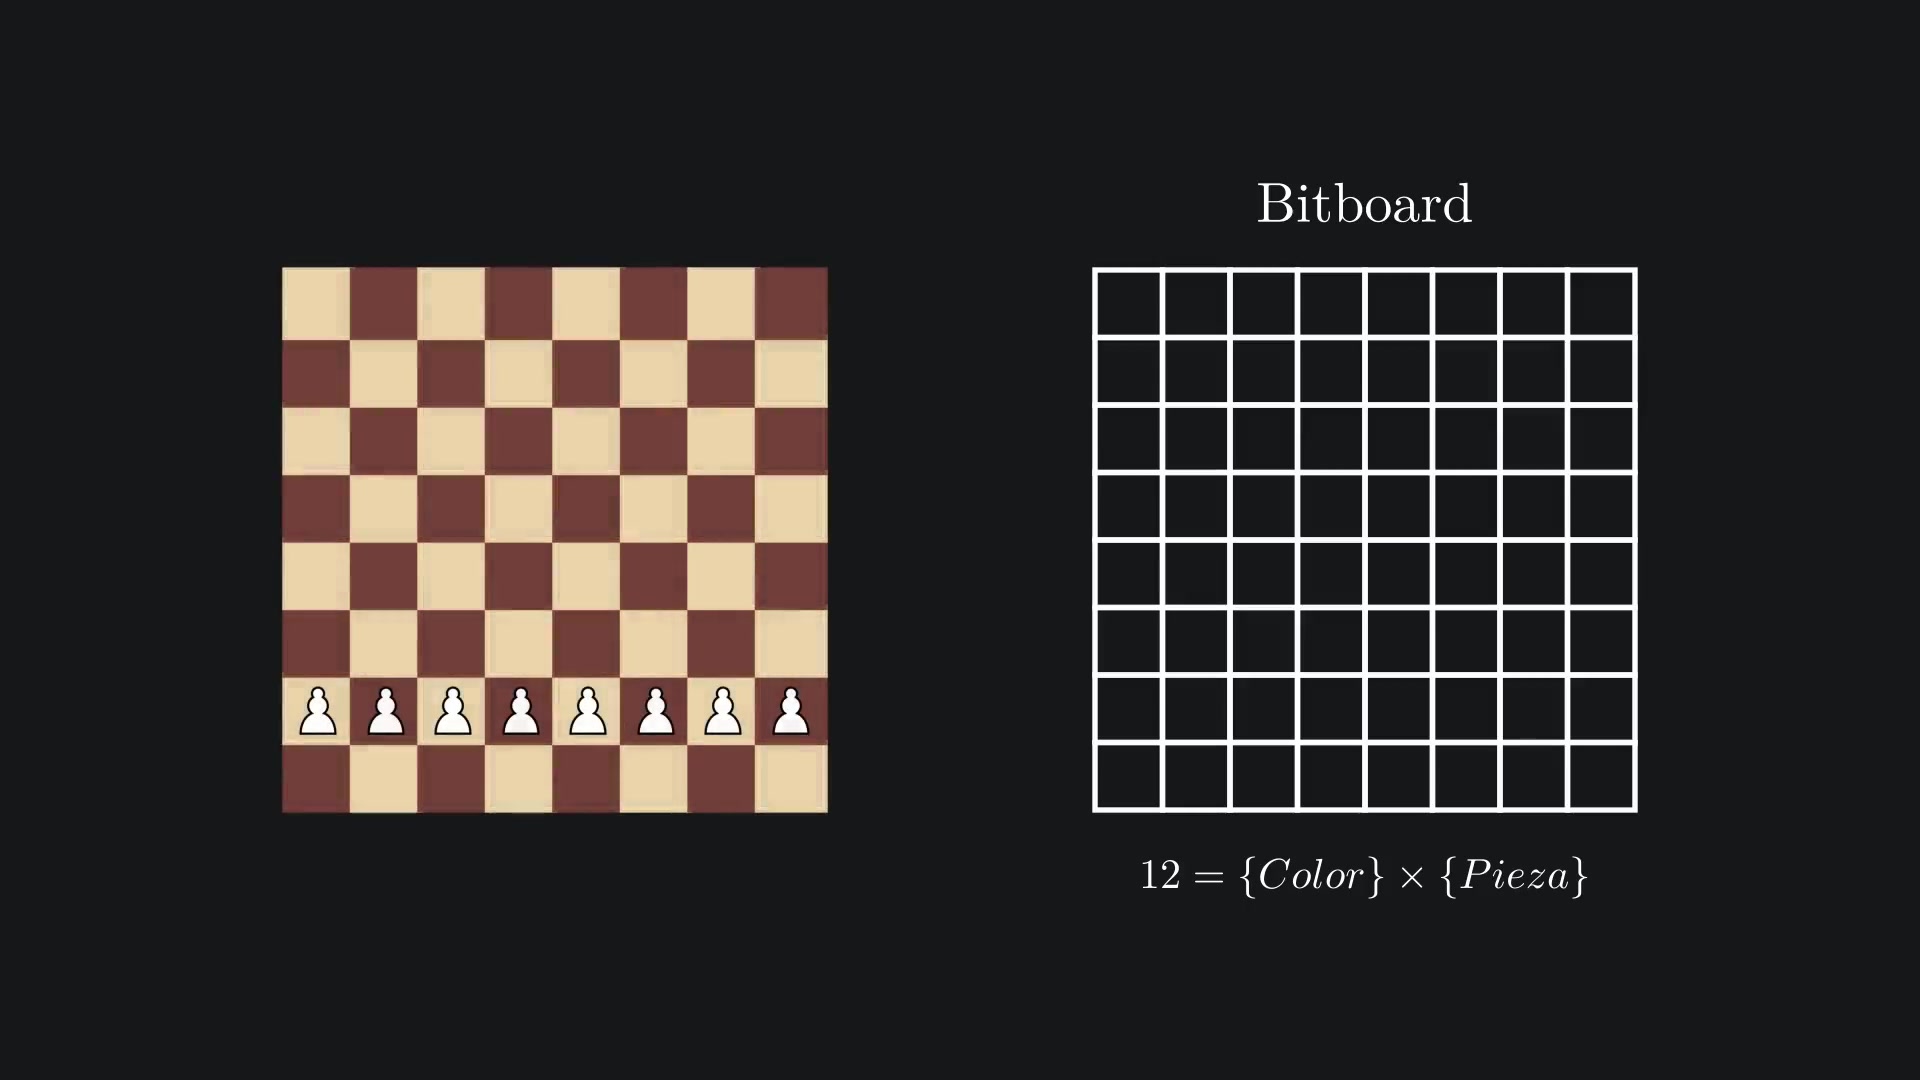 Bitboard
12 = {Color} × {Pieza}